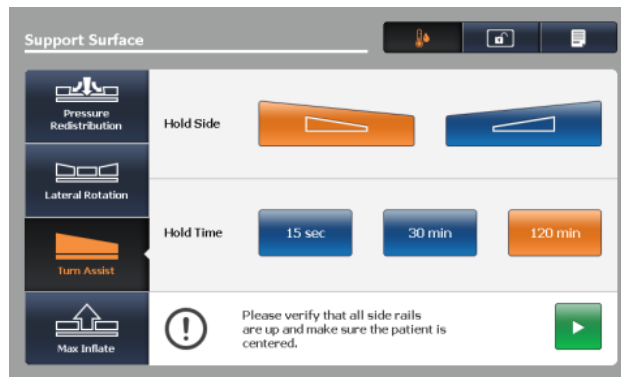 Support Surface
Pressure
Redistribution
Hold Side
Lateral Rotation
Hold Time
15 sec
30 min
120 min
Turn Assist
Please verify that all side rails
are up and make sure the patient is
centered.
Max Inflate